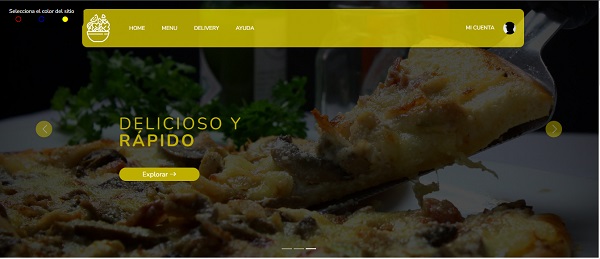 Selecciona el color del sitio
HOME
MENU
DELIVERY
AYUDA
MI CUENTA
DELICIOSO Y
RÁPIDO
Explorar →